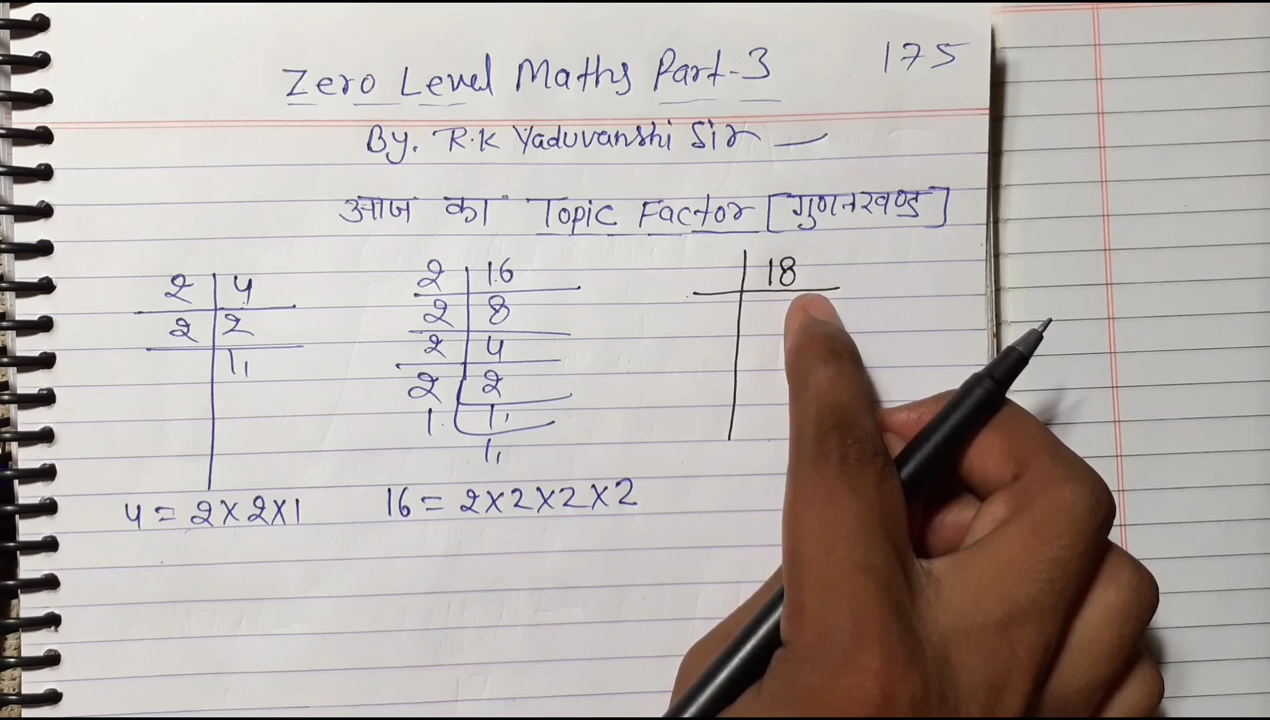 Zero Level Maths Part-3 175
By. R.K Yaduvanshi Sir —
आज का Topic Factor [गुणनखण्ड]
2 | 4
2 | 2
1
2 | 16
2 | 8
2 | 4
2 | 2
1 | 1
1
18
4 = 2×2×1
16 = 2×2×2×2